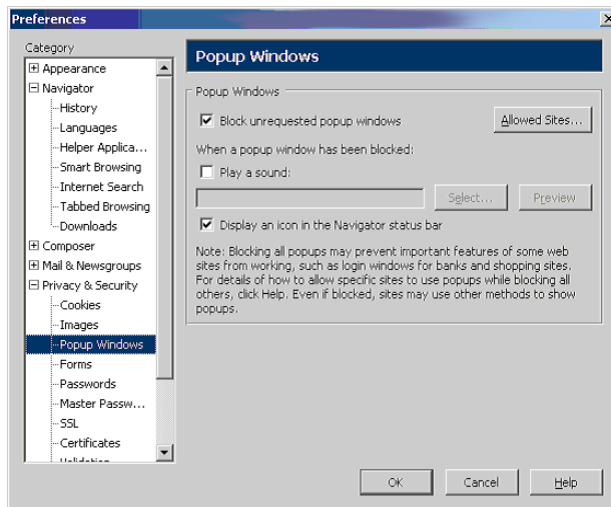 Preferences
Category
Appearance
Navigator
History
Languages
Helper Applica...
Smart Browsing
Internet Search
Tabbed Browsing
Downloads
Composer
Mail & Newsgroups
Privacy & Security
Cookies
Images
Popup Windows
Forms
Passwords
Master Passw...
SSL
Certificates
Validation
Popup Windows
Popup Windows
Block unrequested popup windows
Allowed Sites...
When a popup window has been blocked:
Play a sound:
Select...
Preview
Display an icon in the Navigator status bar
Note: Blocking all popups may prevent important features of some web
sites from working, such as login windows for banks and shopping sites.
For details of how to allow specific sites to use popups while blocking all
others, click Help. Even if blocked, sites may use other methods to show
popups.
OK
Cancel
Help